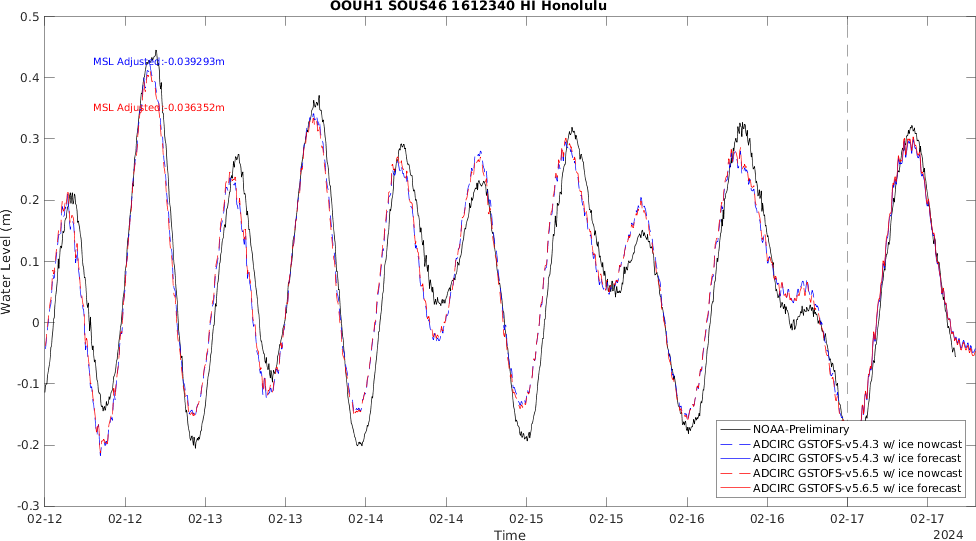 OOUH1 SOUS46 1612340 HI Honolulu
0.5
0.4
0.3
0.2
0.1
0
-0.1
-0.2
-0.3
Water Level (m)
MSL Adjusted:-0.039293m
MSL Adjusted:-0.036352m
NOAA-Preliminary
ADCIRC GSTOFS-v5.4.3 w/ ice nowcast
ADCIRC GSTOFS-v5.4.3 w/ ice forecast
ADCIRC GSTOFS-v5.6.5 w/ ice nowcast
ADCIRC GSTOFS-v5.6.5 w/ ice forecast
02-12 02-12 02-13 02-13 02-14 02-14 02-15 02-15 02-16 02-16 02-17 02-17
Time
2024